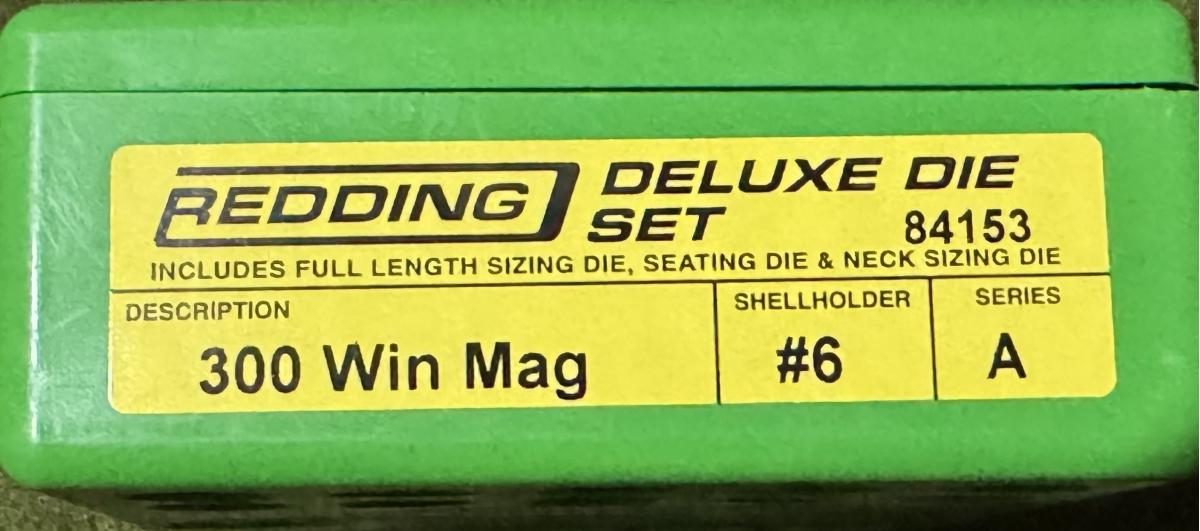 REDDING DELUXE DIE
SET 84153
INCLUDES FULL LENGTH SIZING DIE, SEATING DIE & NECK SIZING DIE
DESCRIPTION SHELLHOLDER SERIES
300 Win Mag #6 A